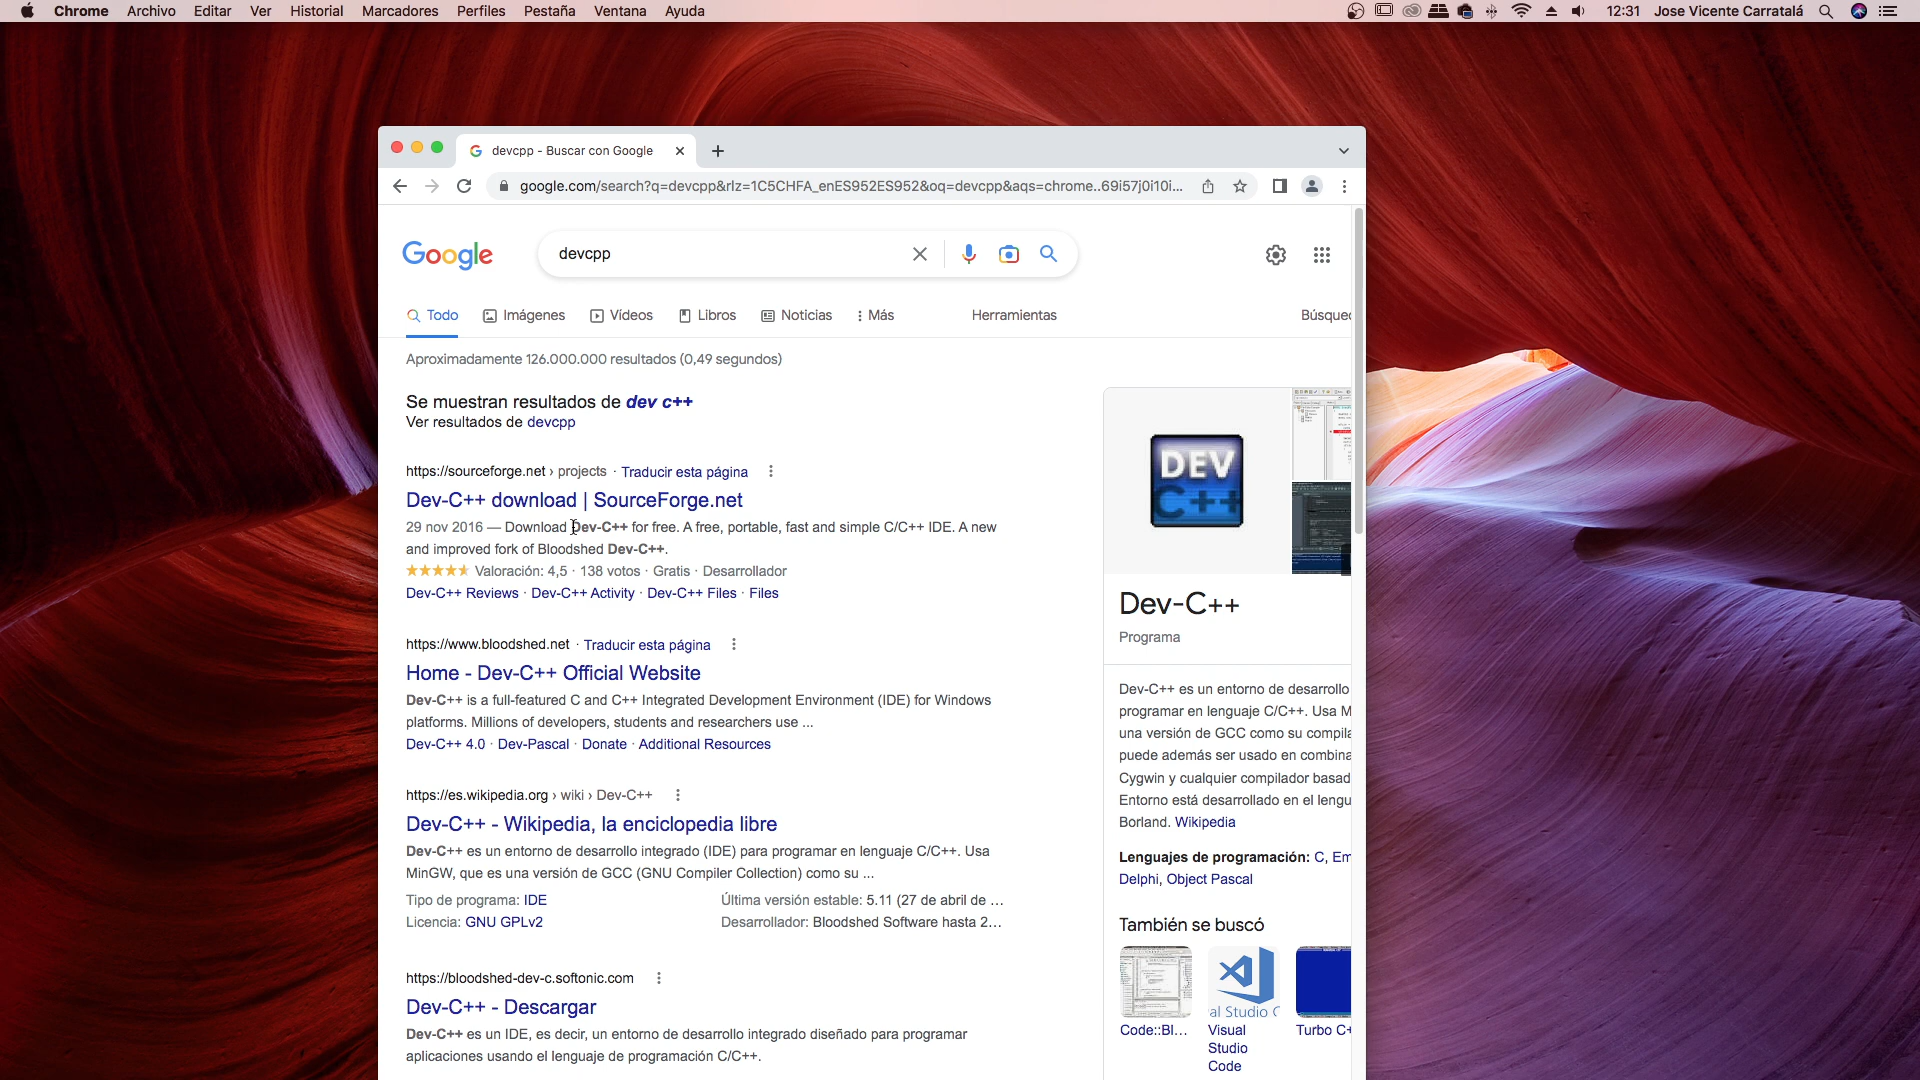 Chrome Archivo Editar Ver Historial Marcadores Perfiles Pestaña Ventana Ayuda 12:31 Jose Vicente Carratalá
devcpp - Buscar con Google
google.com/search?q=devcpp&rlz=1C5CHFA_enES952ES952&oq=devcpp&aqs=chrome..69i57j0i10i...
Google devcpp
Todo Imágenes Vídeos Libros Noticias Más Herramientas Búsqued
Aproximadamente 126.000.000 resultados (0,49 segundos)
Se muestran resultados de dev c++
Ver resultados de devcpp
https://sourceforge.net › projects · Traducir esta página
Dev-C++ download | SourceForge.net
29 nov 2016 — Download Dev-C++ for free. A free, portable, fast and simple C/C++ IDE. A new
and improved fork of Bloodshed Dev-C++.
Valoración: 4,5 · 138 votos · Gratis · Desarrollador
Dev-C++ Reviews · Dev-C++ Activity · Dev-C++ Files · Files
https://www.bloodshed.net · Traducir esta página
Home - Dev-C++ Official Website
Dev-C++ is a full-featured C and C++ Integrated Development Environment (IDE) for Windows
platforms. Millions of developers, students and researchers use ...
Dev-C++ 4.0 · Dev-Pascal · Donate · Additional Resources
https://es.wikipedia.org › wiki › Dev-C++
Dev-C++ - Wikipedia, la enciclopedia libre
Dev-C++ es un entorno de desarrollo integrado (IDE) para programar en lenguaje C/C++. Usa
MinGW, que es una versión de GCC (GNU Compiler Collection) como su ...
Tipo de programa: IDE Última versión estable: 5.11 (27 de abril de ...
Licencia: GNU GPLv2 Desarrollador: Bloodshed Software hasta 2...
https://bloodshed-dev-c.softonic.com
Dev-C++ - Descargar
Dev-C++ es un IDE, es decir, un entorno de desarrollo integrado diseñado para programar
aplicaciones usando el lenguaje de programación C/C++.
DEV
C++
Dev-C++
Programa
Dev-C++ es un entorno de desarrollo
programar en lenguaje C/C++. Usa M
una versión de GCC como su compila
puede además ser usado en combina
Cygwin y cualquier compilador basad
Entorno está desarrollado en el lengu
Borland. Wikipedia
Lenguajes de programación: C, Em
Delphi, Object Pascal
También se buscó
al Studio C
Code::Bl... Visual Turbo C+
Studio
Code